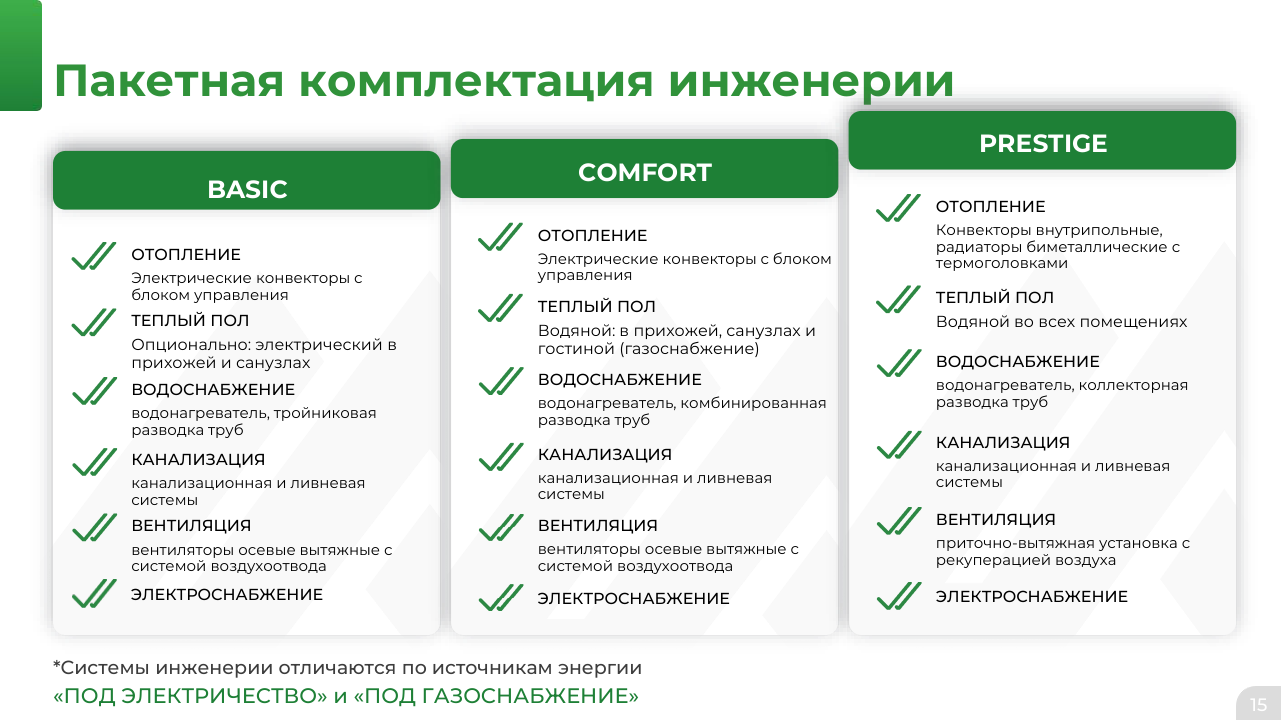 Пакетная комплектация инженерии
BASIC
ОТОПЛЕНИЕ
Электрические конвекторы с
блоком управления
ТЕПЛЫЙ ПОЛ
Опционально: электрический в
прихожей и санузлах
ВОДОСНАБЖЕНИЕ
водонагреватель, тройниковая
разводка труб
КАНАЛИЗАЦИЯ
канализационная и ливневая
системы
ВЕНТИЛЯЦИЯ
вентиляторы осевые вытяжные с
системой воздухоотвода
ЭЛЕКТРОСНАБЖЕНИЕ
COMFORT
ОТОПЛЕНИЕ
Электрические конвекторы с блоком
управления
ТЕПЛЫЙ ПОЛ
Водяной: в прихожей, санузлах и
гостиной (газоснабжение)
ВОДОСНАБЖЕНИЕ
водонагреватель, комбинированная
разводка труб
КАНАЛИЗАЦИЯ
канализационная и ливневая
системы
ВЕНТИЛЯЦИЯ
вентиляторы осевые вытяжные с
системой воздухоотвода
ЭЛЕКТРОСНАБЖЕНИЕ
PRESTIGE
ОТОПЛЕНИЕ
Конвекторы внутрипольные,
радиаторы биметаллические с
термоголовками
ТЕПЛЫЙ ПОЛ
Водяной во всех помещениях
ВОДОСНАБЖЕНИЕ
водонагреватель, коллекторная
разводка труб
КАНАЛИЗАЦИЯ
канализационная и ливневая
системы
ВЕНТИЛЯЦИЯ
приточно-вытяжная установка с
рекуперацией воздуха
ЭЛЕКТРОСНАБЖЕНИЕ
*Системы инженерии отличаются по источникам энергии
«ПОД ЭЛЕКТРИЧЕСТВО» и «ПОД ГАЗОСНАБЖЕНИЕ»
15